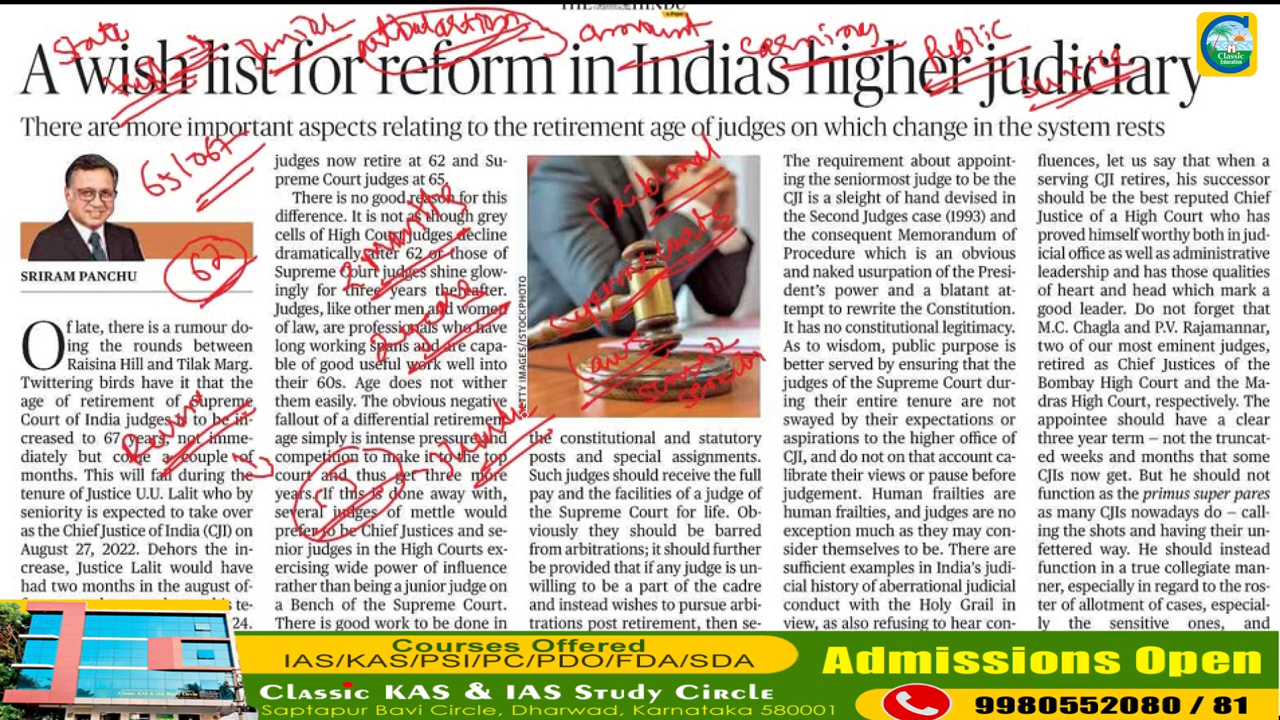 THE HINDU
e-Paper
state
junior
arbitration
amount
Public
service
Classic
Education
A wish list for reform in India's higher judiciary
There are more important aspects relating to the retirement age of judges on which change in the system rests
65 to 67
62
SRIRAM PANCHU
Of late, there is a rumour do-
ing the rounds between
Raisina Hill and Tilak Marg.
Twittering birds have it that the
age of retirement of Supreme
Court of India judges is to be in-
creased to 67 years, not imme-
diately but come a couple of
months. This will fall during the
tenure of Justice U.U. Lalit who by
seniority is expected to take over
as the Chief Justice of India (CJI) on
August 27, 2022. Dehors the in-
crease, Justice Lalit would have
had two months in the august of-
24.
judges now retire at 62 and Su-
preme Court judges at 65.
There is no good reason for this
difference. It is not as though grey
cells of High Court judges decline
dramatically after 62 or those of
Supreme Court judges shine glow-
ingly for three years thereafter.
Judges, like other men and women
of law, are professionals who have
long working spans and are capa-
ble of good useful work well into
their 60s. Age does not wither
them easily. The obvious negative
fallout of a differential retirement
age simply is intense pressure and
competition to make it to the top
court and thus get three more
years. If this is done away with,
several judges of mettle would
prefer to be Chief Justices and se-
nior judges in the High Courts ex-
ercising wide power of influence
rather than being a junior judge on
a Bench of the Supreme Court.
There is good work to be done in
2 months
Tribunal
Law
GETTY IMAGES/ISTOCKPHOTO
the constitutional and statutory
posts and special assignments.
Such judges should receive the full
pay and the facilities of a judge of
the Supreme Court for life. Ob-
viously they should be barred
from arbitrations; it should further
be provided that if any judge is un-
willing to be a part of the cadre
and instead wishes to pursue arbi-
trations post retirement, then se-
The requirement about appoint-
ing the seniormost judge to be the
CJI is a sleight of hand devised in
the Second Judges case (1993) and
the consequent Memorandum of
Procedure which is an obvious
and naked usurpation of the Presi-
dent's power and a blatant at-
tempt to rewrite the Constitution.
It has no constitutional legitimacy.
As to wisdom, public purpose is
better served by ensuring that the
judges of the Supreme Court dur-
ing their entire tenure are not
swayed by their expectations or
aspirations to the higher office of
CJI, and do not on that account ca-
librate their views or pause before
judgement. Human frailties are
human frailties, and judges are no
exception much as they may con-
sider themselves to be. There are
sufficient examples in India's judi-
cial history of aberrational judicial
conduct with the Holy Grail in
view, as also refusing to hear con-
fluences, let us say that when a
serving CJI retires, his successor
should be the best reputed Chief
Justice of a High Court who has
proved himself worthy both in jud-
icial office as well as administrative
leadership and has those qualities
of heart and head which mark a
good leader. Do not forget that
M.C. Chagla and P.V. Rajamannar,
two of our most eminent judges,
retired as Chief Justices of the
Bombay High Court and the Ma-
dras High Court, respectively. The
appointee should have a clear
three year term – not the truncat-
ed weeks and months that some
CJIs now get. But he should not
function as the primus super pares
as many CJIs nowadays do – call-
ing the shots and having their un-
fettered way. He should instead
function in a true collegiate man-
ner, especially in regard to the ros-
ter of allotment of cases, especial-
ly the sensitive ones, and
Courses Offered
IAS/KAS/PSI/PC/PDO/FDA/SDA
Classic KAS & IAS Study Circle
Saptapur Bavi Circle, Dharwad, Karnataka 580001
Admissions Open
9980552080 / 81